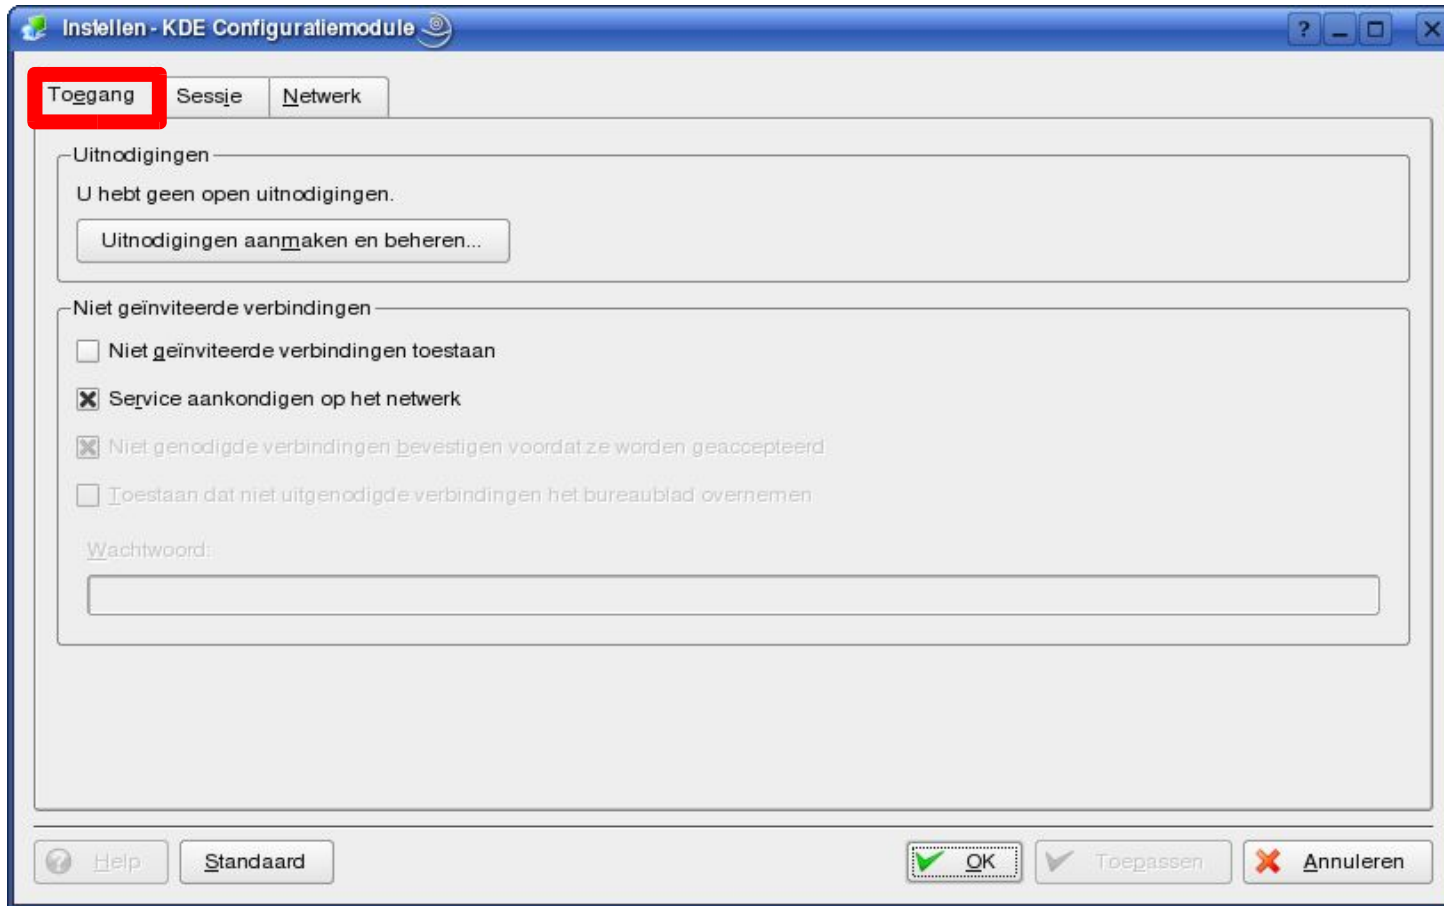 Instellen - KDE Configuratiemodule
?
Toegang Sessie Netwerk
Uitnodigingen
U hebt geen open uitnodigingen.
Uitnodigingen aanmaken en beheren...
Niet geïnviteerde verbindingen
Niet geïnviteerde verbindingen toestaan
Service aankondigen op het netwerk
Niet genodigde verbindingen bevestigen voordat ze worden geaccepteerd
Toestaan dat niet uitgenodigde verbindingen het bureaublad overnemen
Wachtwoord:
Help Standaard OK Toepassen Annuleren